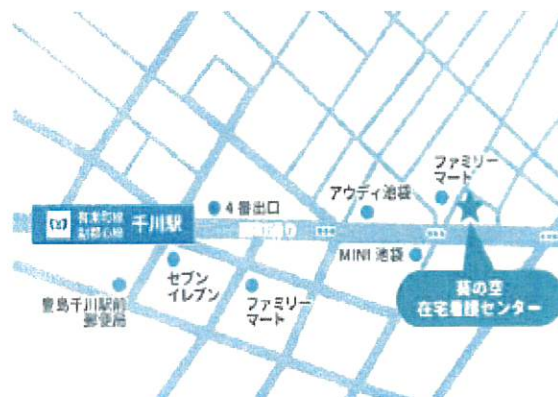 ファミリー
マート
アウディ池袋
4番出口
有楽町線
副都心線
千川駅
MINI 池袋
セブン
イレブン
ファミリー
マート
豊島千川駅前
郵便局
葵の空
在宅看護センター